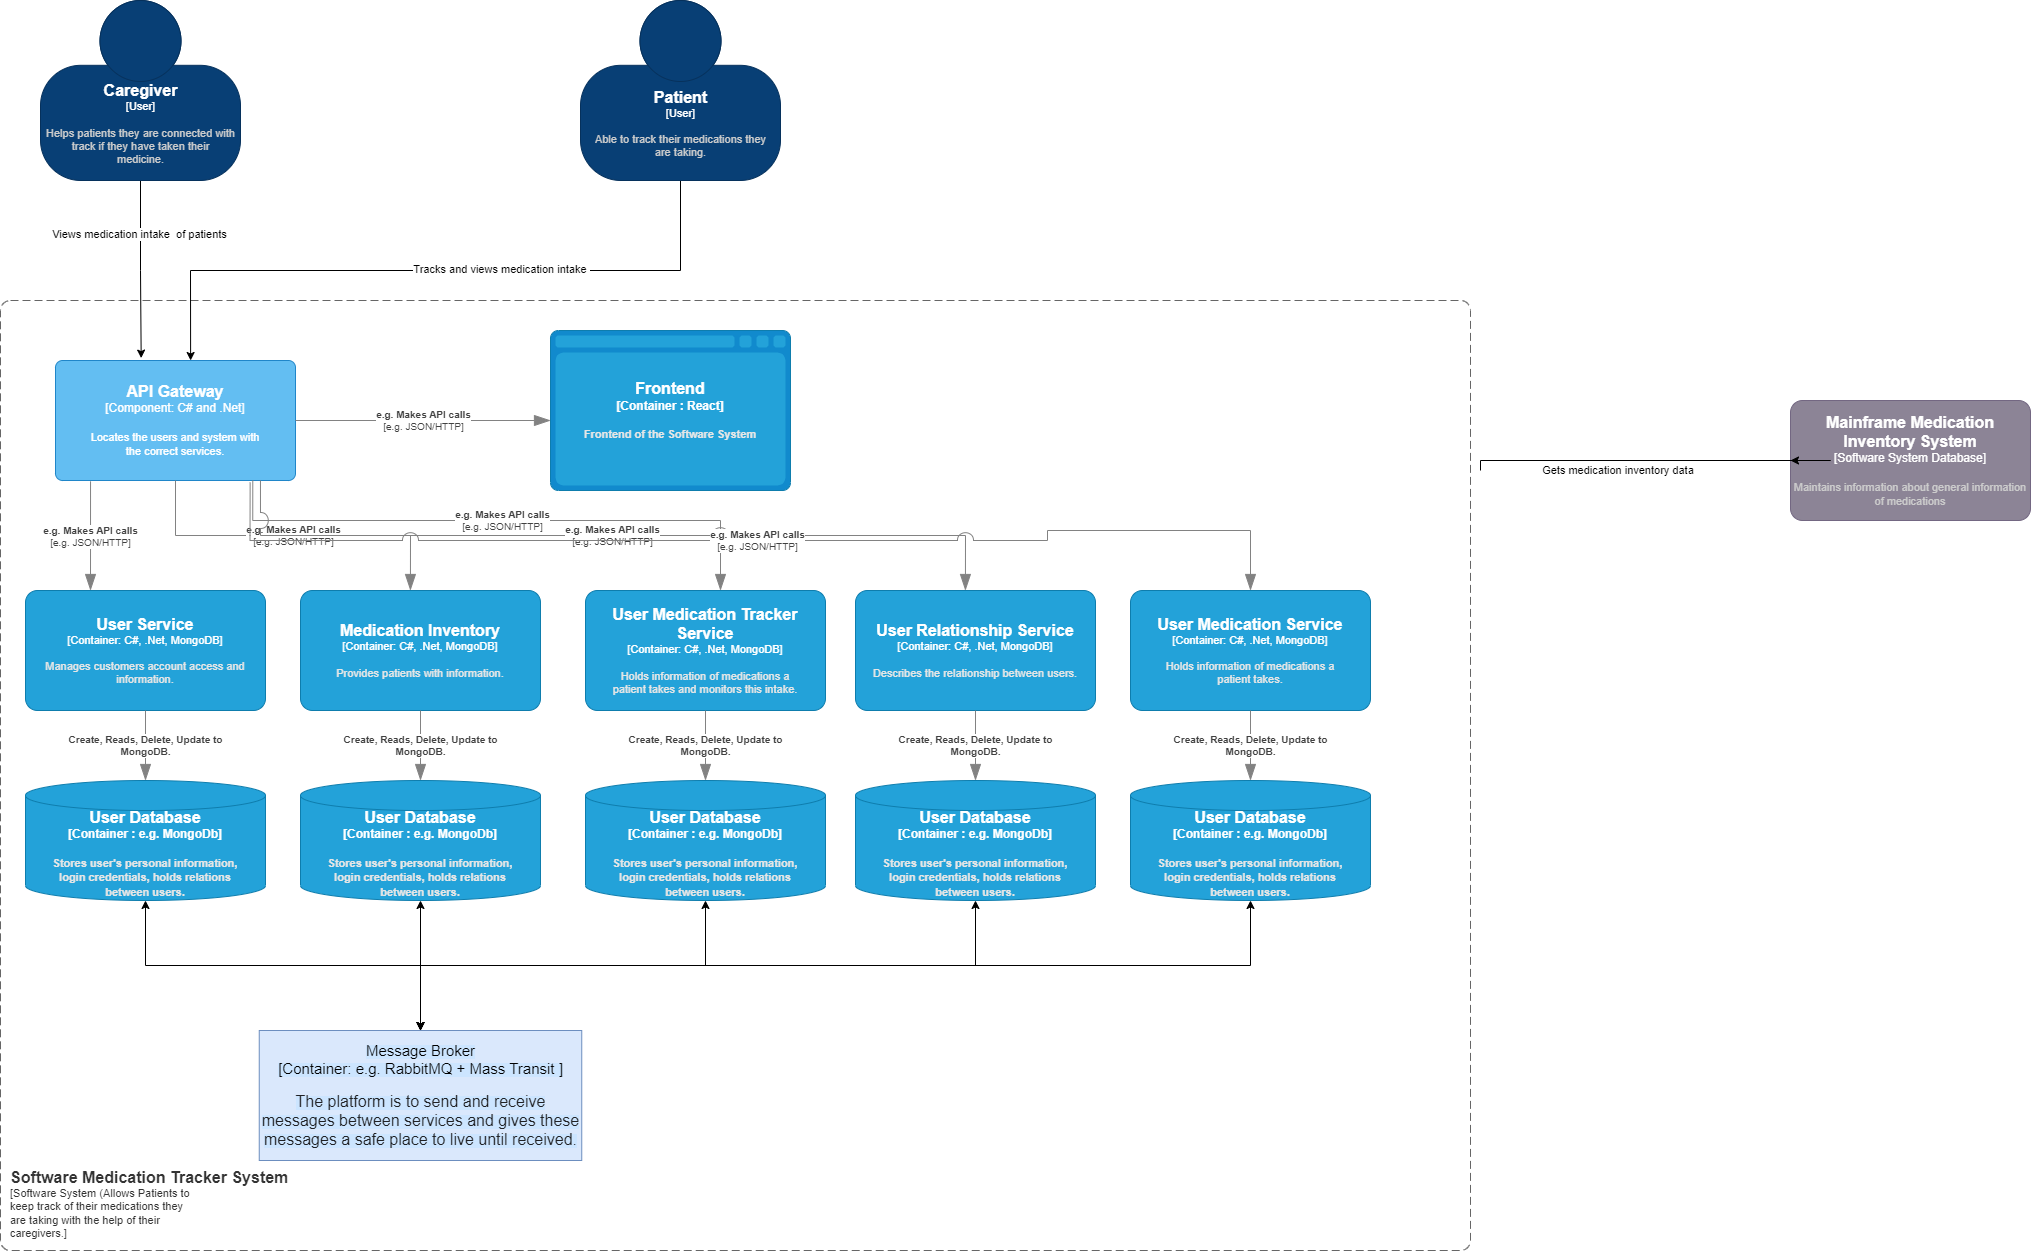 Caregiver
[User]
Helps patients they are connected with
track if they have taken their
medicine.
Patient
[User]
Able to track their medications they
are taking.
Views medication intake  of patients
Tracks and views medication intake
API Gateway
[Component: C# and .Net]
Locates the users and system with
the correct services.
e.g. Makes API calls
[e.g. JSON/HTTP]
Frontend
[Container : React]
Frontend of the Software System
Mainframe Medication
Inventory System
[Software System Database]
Maintains information about general information
of medications
Gets medication inventory data
e.g. Makes API calls
[e.g. JSON/HTTP]
e.g. Makes API calls
[e.g. JSON/HTTP]
e.g. Makes API calls
[e.g. JSON/HTTP]
e.g. Makes API calls
[e.g. JSON/HTTP]
e.g. Makes API calls
[e.g. JSON/HTTP]
User Service
[Container: C#, .Net, MongoDB]
Manages customers account access and
information.
Medication Inventory
[Container: C#, .Net, MongoDB]
Provides patients with information.
User Medication Tracker
Service
[Container: C#, .Net, MongoDB]
Holds information of medications a
patient takes and monitors this intake.
User Relationship Service
[Container: C#, .Net, MongoDB]
Describes the relationship between users.
User Medication Service
[Container: C#, .Net, MongoDB]
Holds information of medications a
patient takes.
Create, Reads, Delete, Update to
MongoDB.
Create, Reads, Delete, Update to
MongoDB.
Create, Reads, Delete, Update to
MongoDB.
Create, Reads, Delete, Update to
MongoDB.
Create, Reads, Delete, Update to
MongoDB.
User Database
[Container : e.g. MongoDb]
Stores user's personal information,
login credentials, holds relations
between users.
User Database
[Container : e.g. MongoDb]
Stores user's personal information,
login credentials, holds relations
between users.
User Database
[Container : e.g. MongoDb]
Stores user's personal information,
login credentials, holds relations
between users.
User Database
[Container : e.g. MongoDb]
Stores user's personal information,
login credentials, holds relations
between users.
User Database
[Container : e.g. MongoDb]
Stores user's personal information,
login credentials, holds relations
between users.
Message Broker
[Container: e.g. RabbitMQ + Mass Transit ]
The platform is to send and receive
messages between services and gives these
messages a safe place to live until received.
Software Medication Tracker System
[Software System (Allows Patients to
keep track of their medications they
are taking with the help of their
caregivers.]